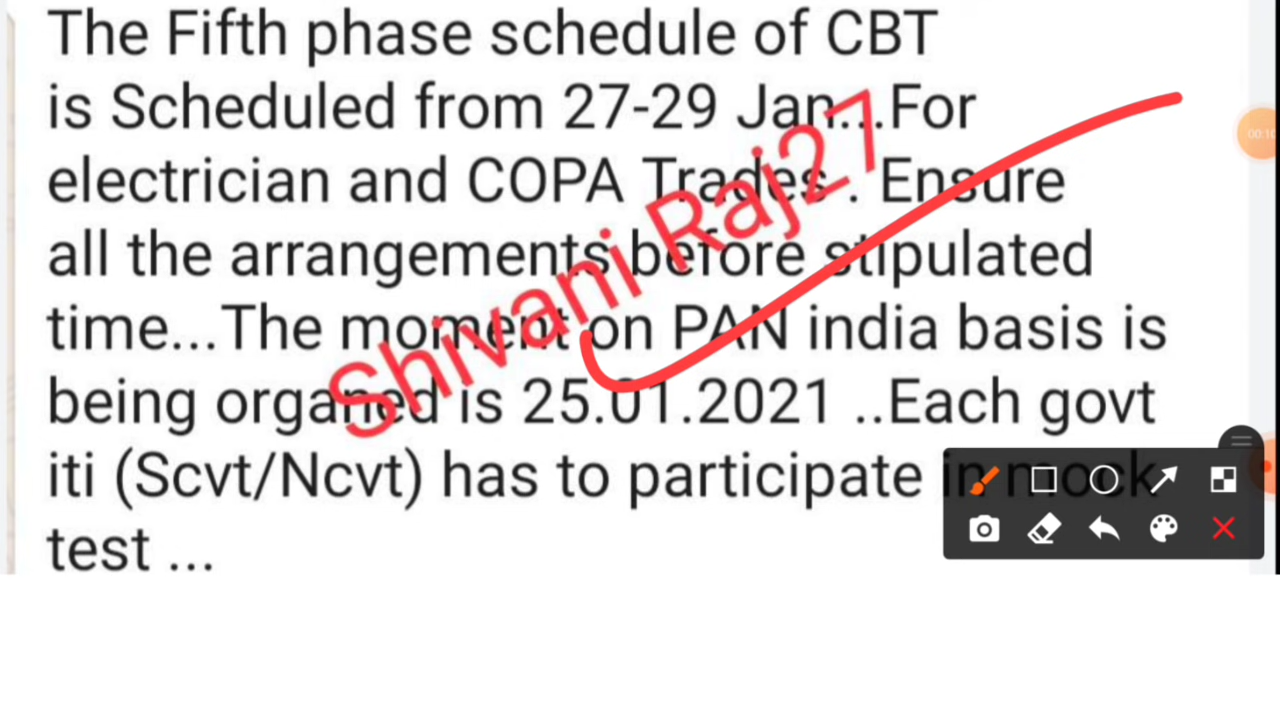 The Fifth phase schedule of CBT
is Scheduled from 27-29 Jan...For
electrician and COPA Trades . Ensure
all the arrangements before stipulated
time...The moment on PAN india basis is
being organed is 25.01.2021 ..Each govt
iti (Scvt/Ncvt) has to participate in mock
test ...
Shivani Raj27
00:10